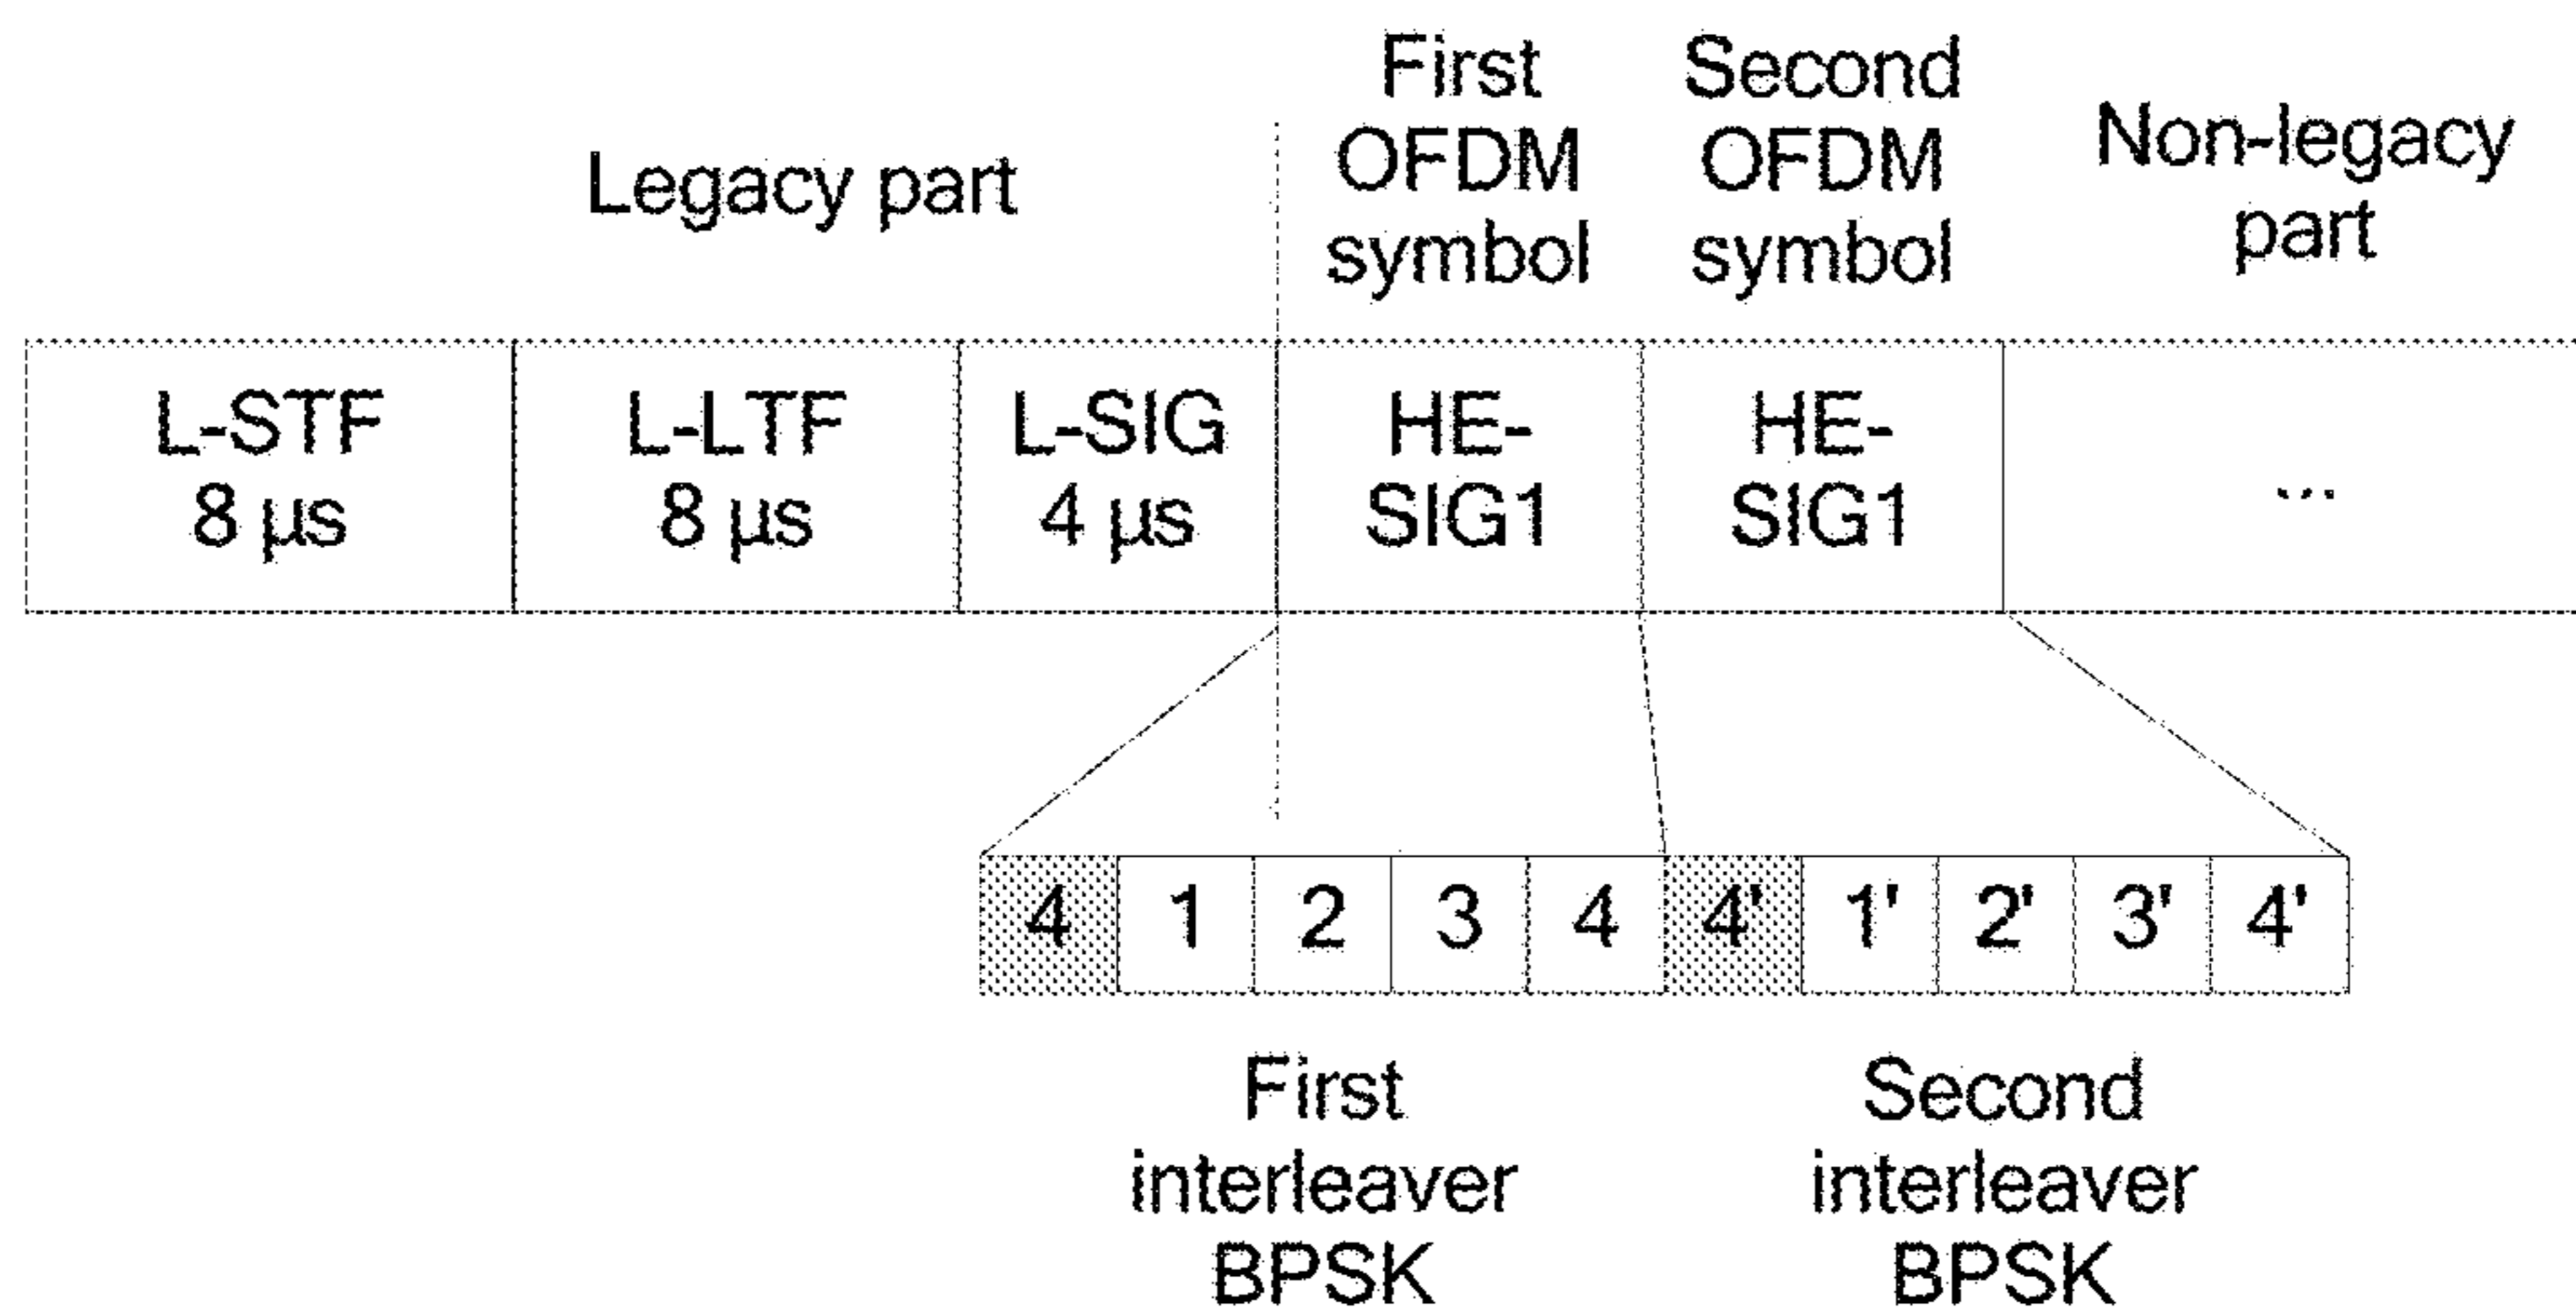 Legacy part
First
OFDM
symbol
Second
OFDM
symbol
Non-legacy
part
L-STF
8 µs
L-LTF
8 µs
L-SIG
4 µs
HE-
SIG1
HE-
SIG1
...
4 1 2 3 4 4' 1' 2' 3' 4'
First
interleaver
BPSK
Second
interleaver
BPSK